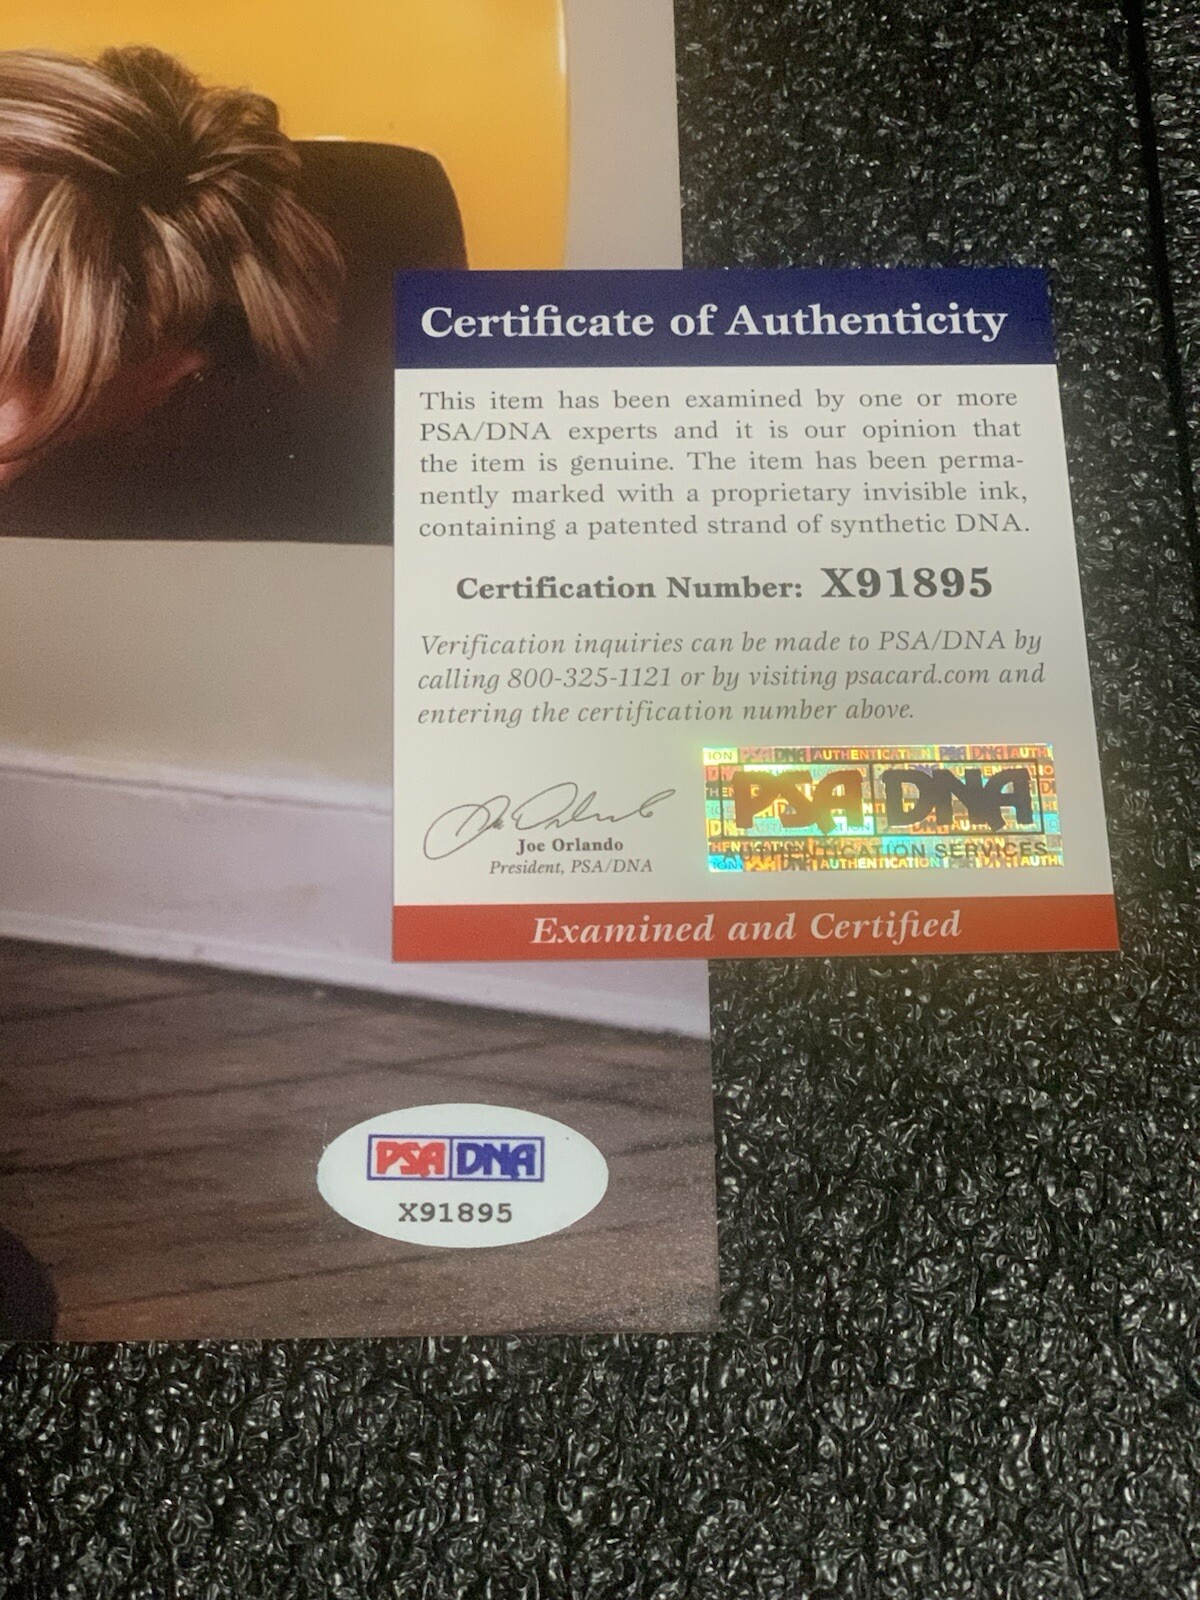 Certificate of Authenticity
This item has been examined by one or more
PSA/DNA experts and it is our opinion that
the item is genuine. The item has been perma-
nently marked with a proprietary invisible ink,
containing a patented strand of synthetic DNA.
Certification Number: X91895
Verification inquiries can be made to PSA/DNA by
calling 800-325-1121 or by visiting psacard.com and
entering the certification number above.
PSA DNA
AUTHENTICATION SERVICES
Joe Orlando
President, PSA/DNA
Examined and Certified
PSA DNA
X91895